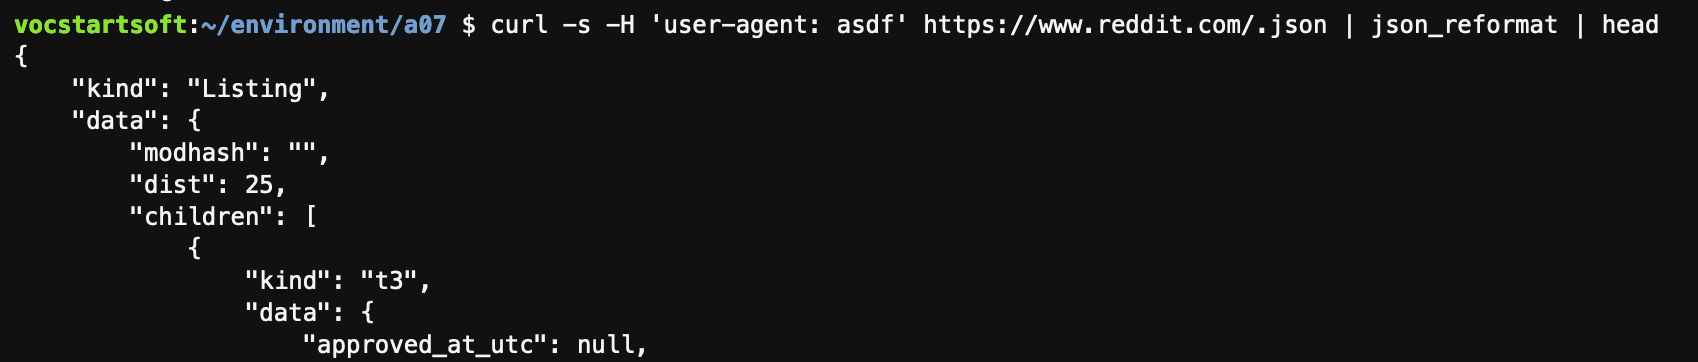 vocstartsoft:~/environment/a07 $ curl -s -H 'user-agent: asdf' https://www.reddit.com/.json | json_reformat | head
{
    "kind": "Listing",
    "data": {
        "modhash": "",
        "dist": 25,
        "children": [
            {
                "kind": "t3",
                "data": {
                    "approved_at_utc": null,